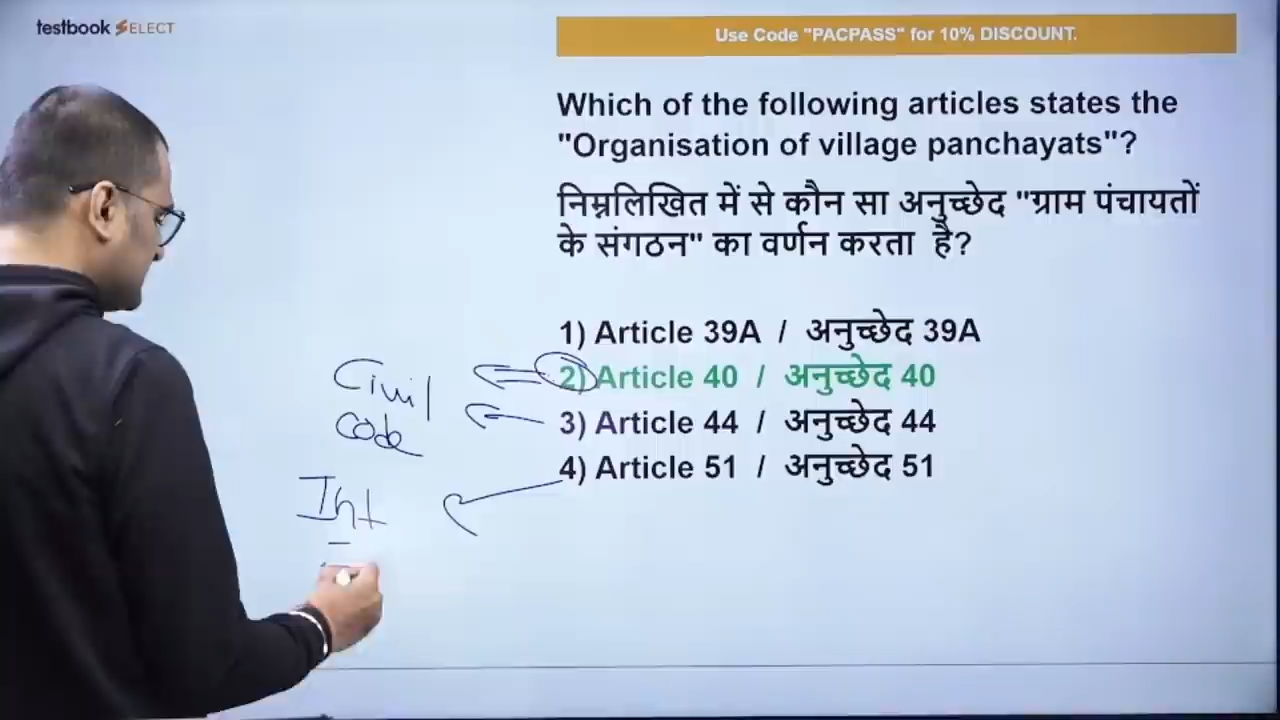 testbook SELECT
Use Code "PACPASS" for 10% DISCOUNT.
Which of the following articles states the
"Organisation of village panchayats"?
निम्नलिखित में से कौन सा अनुच्छेद "ग्राम पंचायतों
के संगठन" का वर्णन करता है?
1) Article 39A / अनुच्छेद 39A
2) Article 40 / अनुच्छेद 40
3) Article 44 / अनुच्छेद 44
4) Article 51 / अनुच्छेद 51
Civil
code
Int